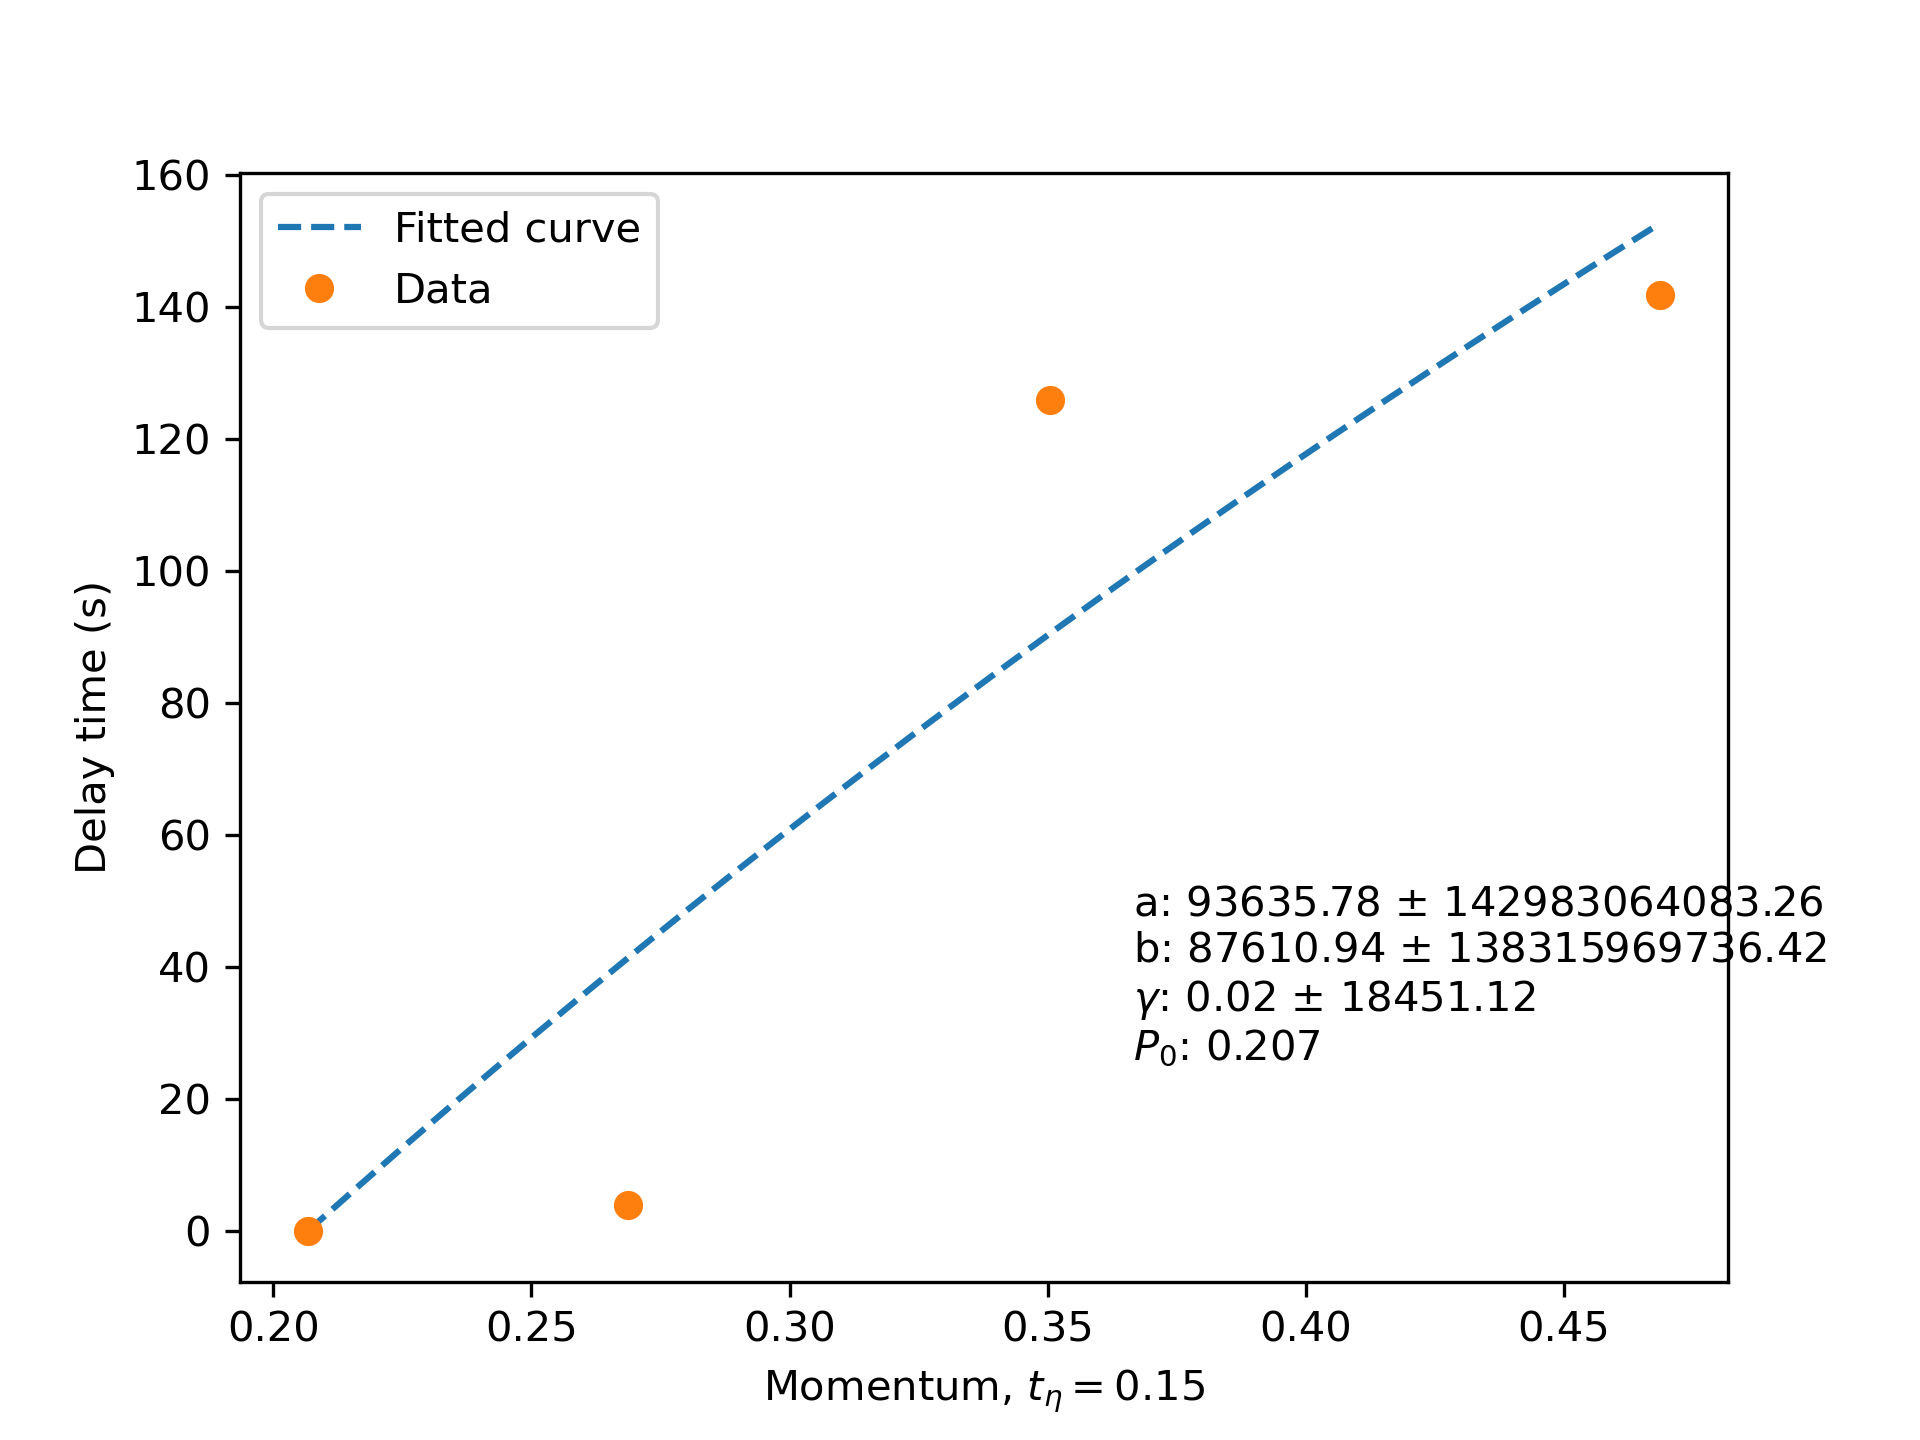 160
140
120
100
80
60
40
20
0
Delay time (s)
Fitted curve
Data
a: 93635.78 ± 142983064083.26
b: 87610.94 ± 138315969736.42
γ: 0.02 ± 18451.12
P₀: 0.207
0.20 0.25 0.30 0.35 0.40 0.45
Momentum, tη = 0.15